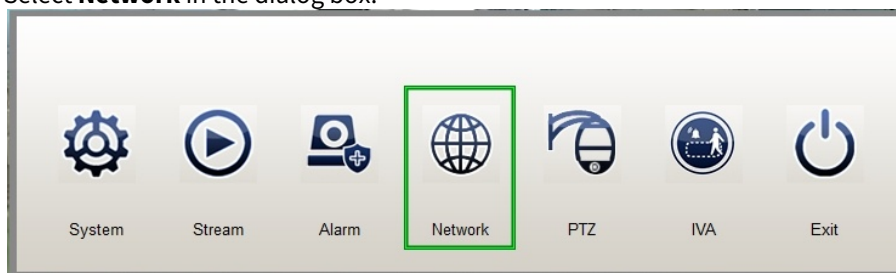 Select Network in the dialog box.
System Stream Alarm Network PTZ IVA Exit